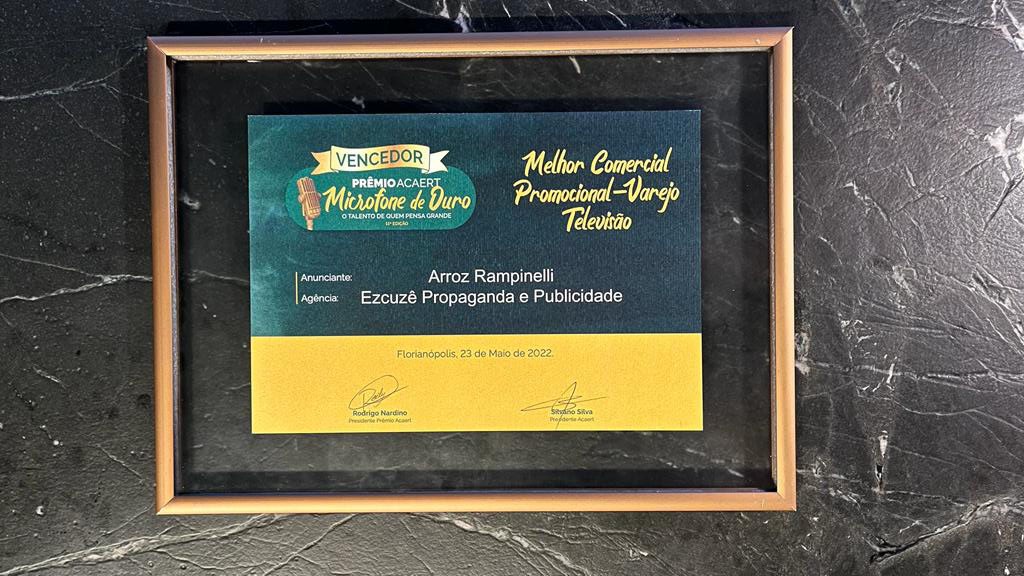 VENCEDOR
PRÊMIO ACAERT
Microfone de Ouro
O TALENTO DE QUEM PENSA GRANDE
11ª EDIÇÃO
Melhor Comercial
Promocional-Varejo
Televisão
Anunciante: Arroz Rampinelli
Agência: Ezcuzê Propaganda e Publicidade
Florianópolis, 23 de Maio de 2022.
Rodrigo Nardino
Presidente Prêmio Acaert
Silvano Silva
Presidente Acaert